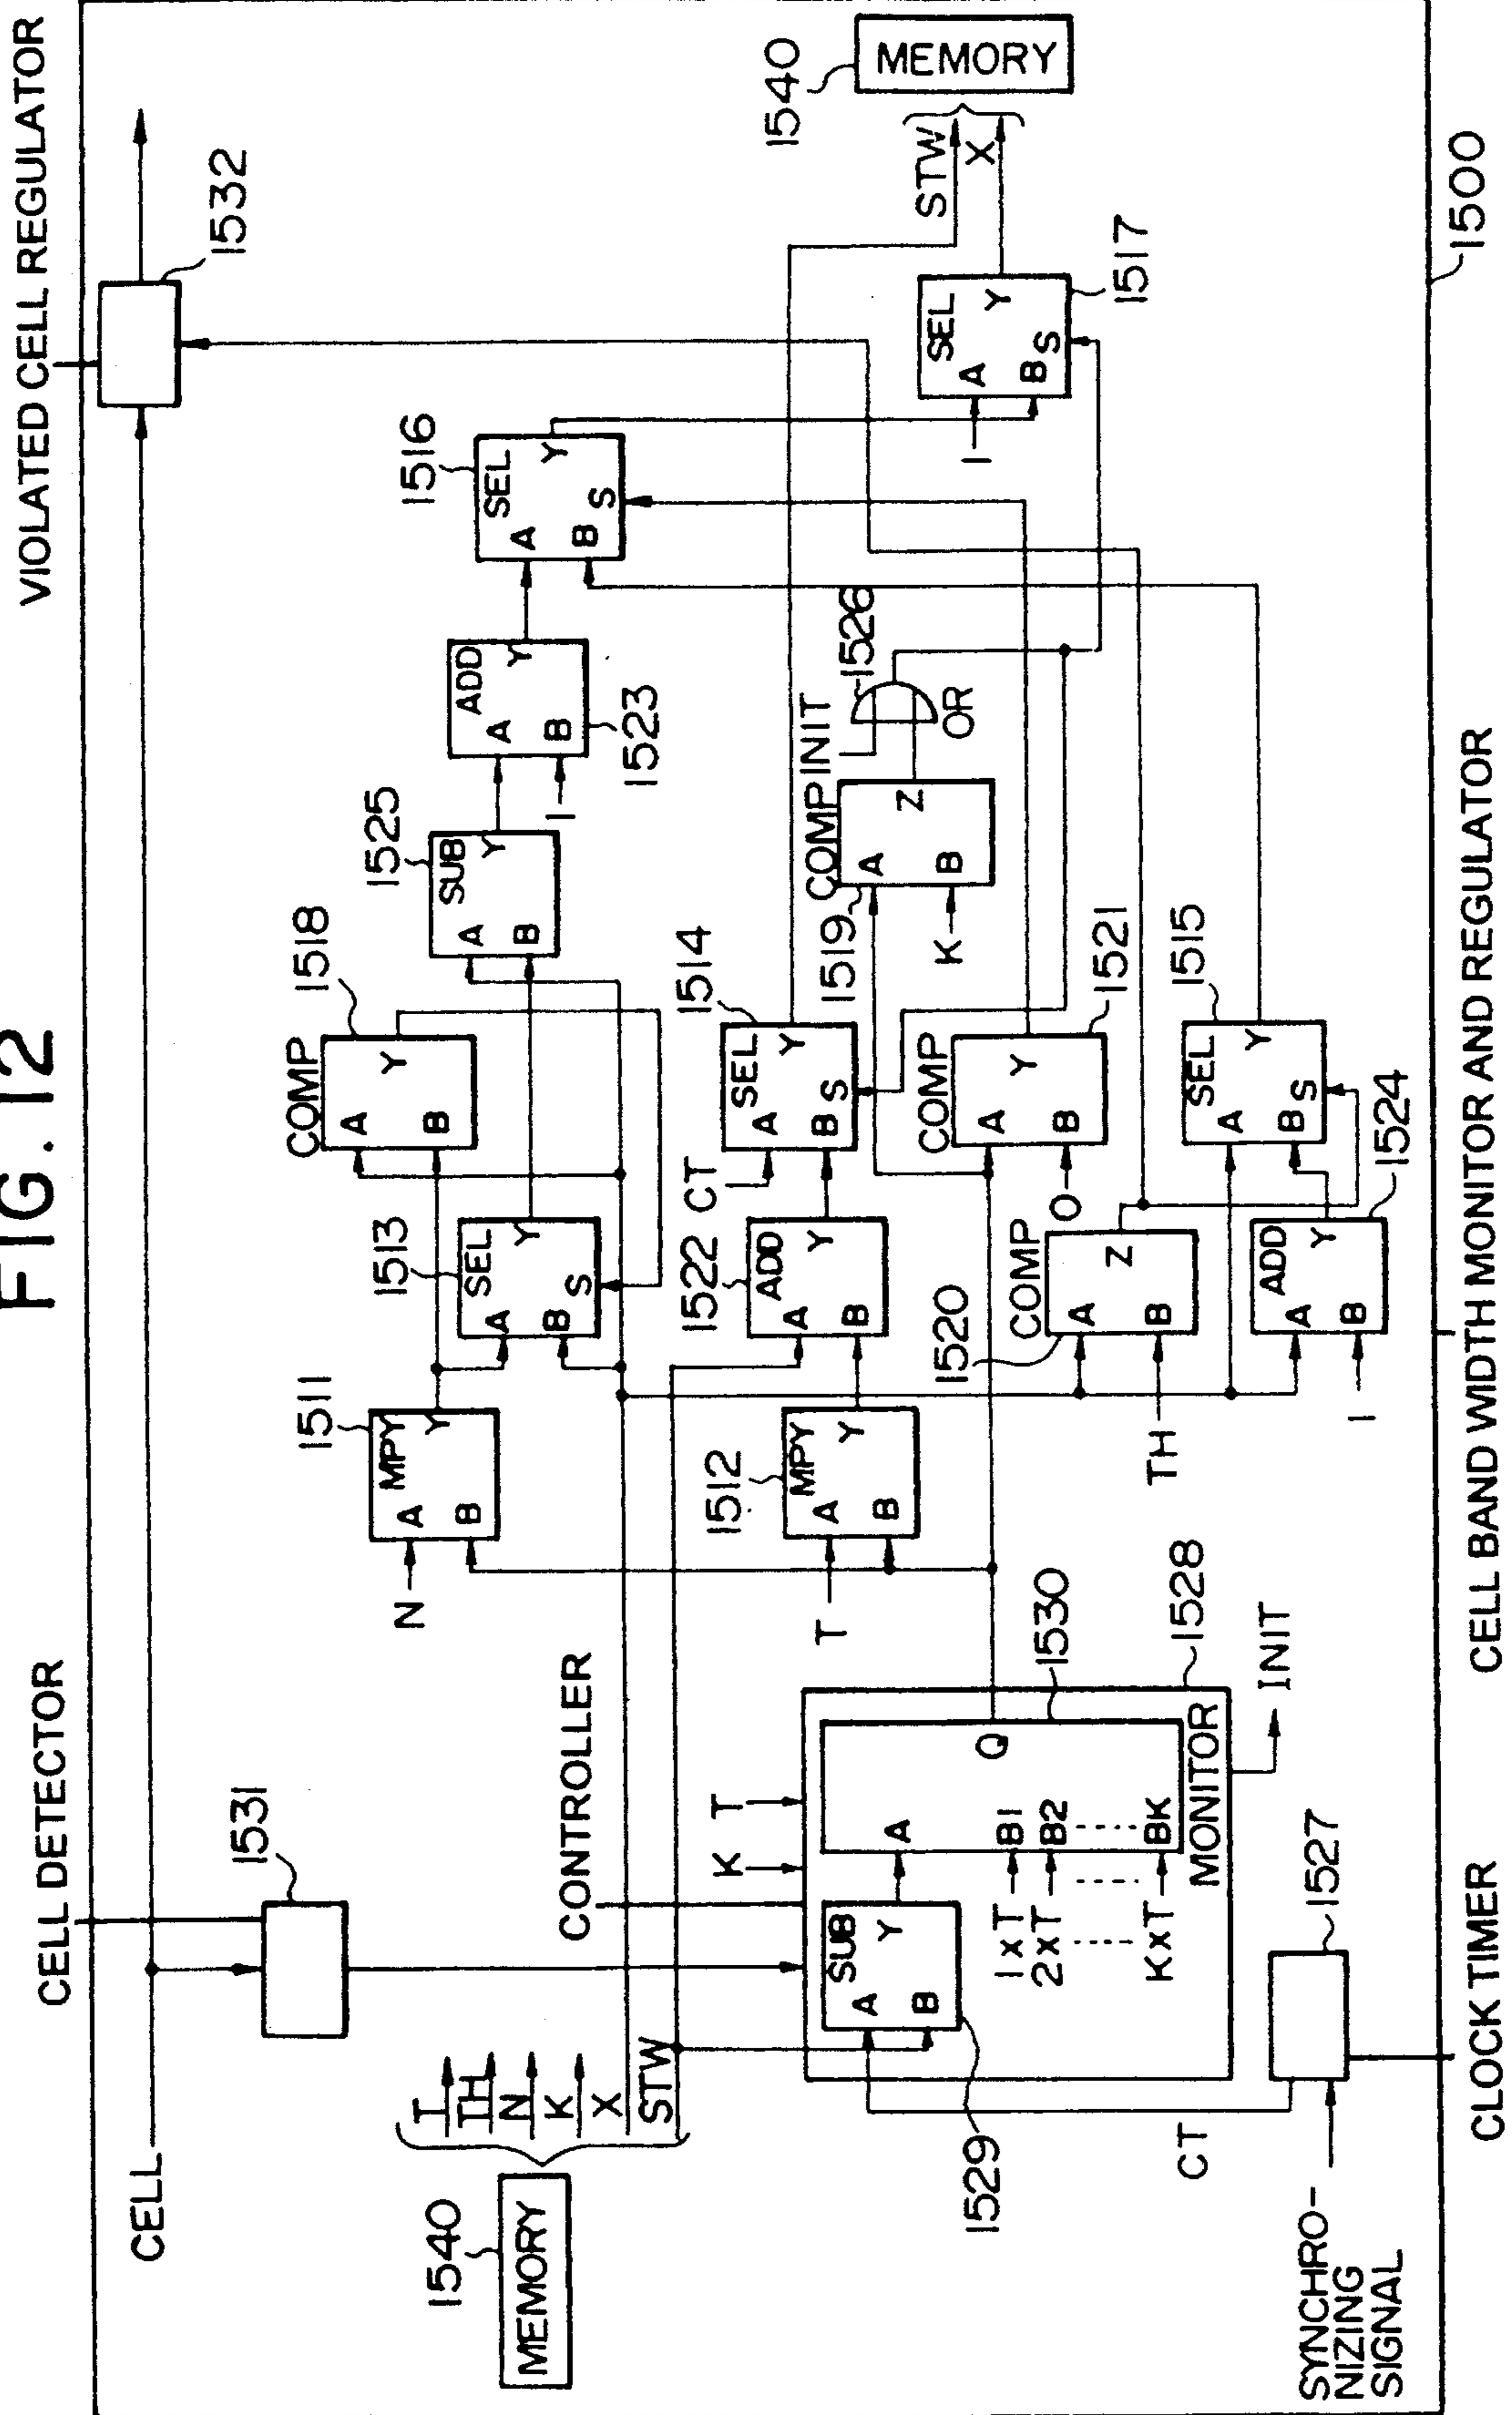 FIG. 12
VIOLATED CELL REGULATOR
1532
CELL DETECTOR
1531
CELL
1540
MEMORY
T
TH
N
K
X
STW
CONTROLLER
K
T
SUB
A
B
Y
1529
1×T
2×T
K×T
A
B1
B2
BK
Q
1530
MONITOR
1528
INIT
CT
SYNCHRO-
NIZING
SIGNAL
1527
CLOCK TIMER
N
MPY
A
B
Y
1511
T
MPY
A
B
Y
1512
SEL
A
B
S
Y
1513
COMP
A
B
Y
1518
ADD
A
B
Y
1522
CT
SEL
A
B
S
Y
1514
SUB
A
B
Y
1525
1
ADD
A
B
Y
1523
SEL
A
B
S
Y
1516
K
COMP
A
B
Z
1519
INIT
OR
1526
O
COMP
A
B
Y
1521
TH
COMP
A
B
Z
1520
1
ADD
A
B
Y
1524
SEL
A
B
S
Y
1515
1
SEL
A
B
S
Y
1517
STW
X
1540
MEMORY
1500
CELL BAND WIDTH MONITOR AND REGULATOR